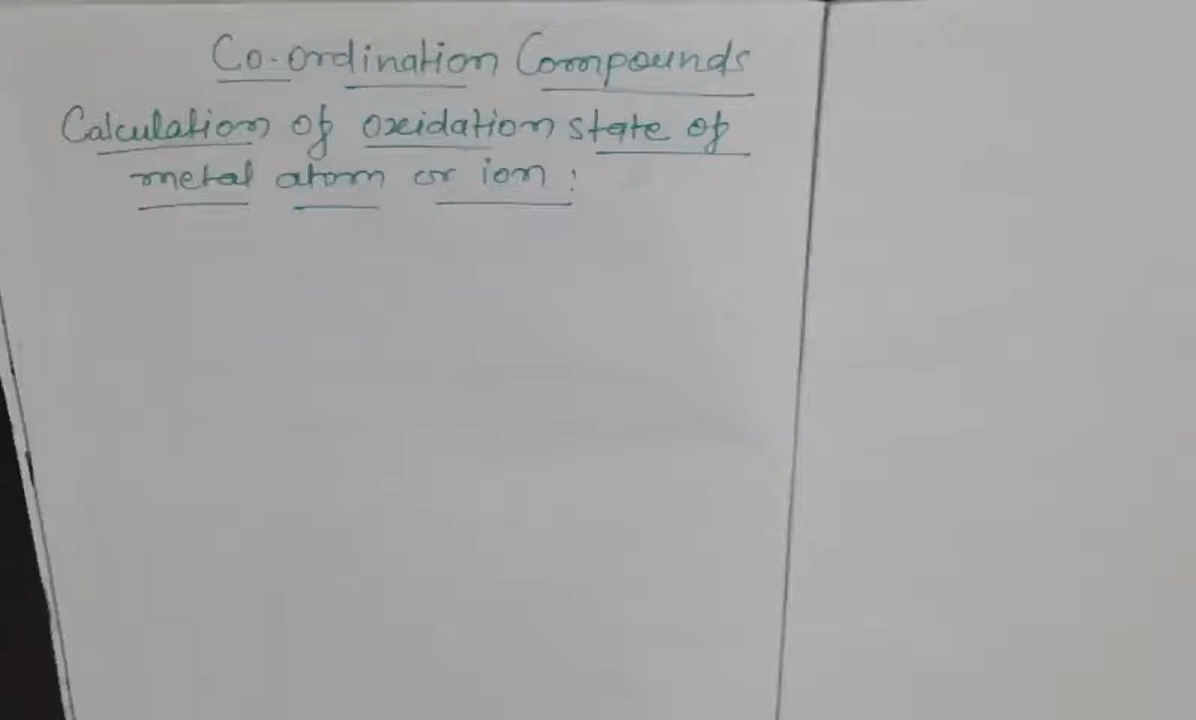 Co-ordination Compounds
Calculation of oxidation state of
metal atom or ion :